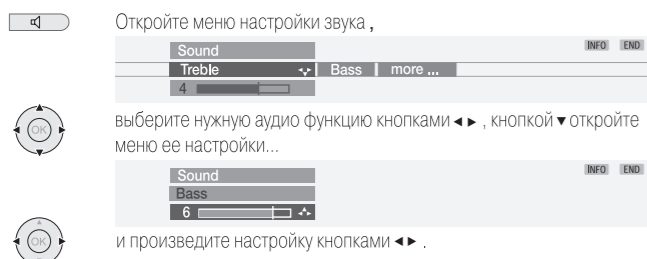 Откройте меню настройки звука ,
Sound INFO END
Treble Bass more ...
4
OK
выберите нужную аудио функцию кнопками ◂ ▸ , кнопкой ▾ откройте
меню ее настройки...
Sound INFO END
Bass
6
OK
и произведите настройку кнопками ◂▸ .